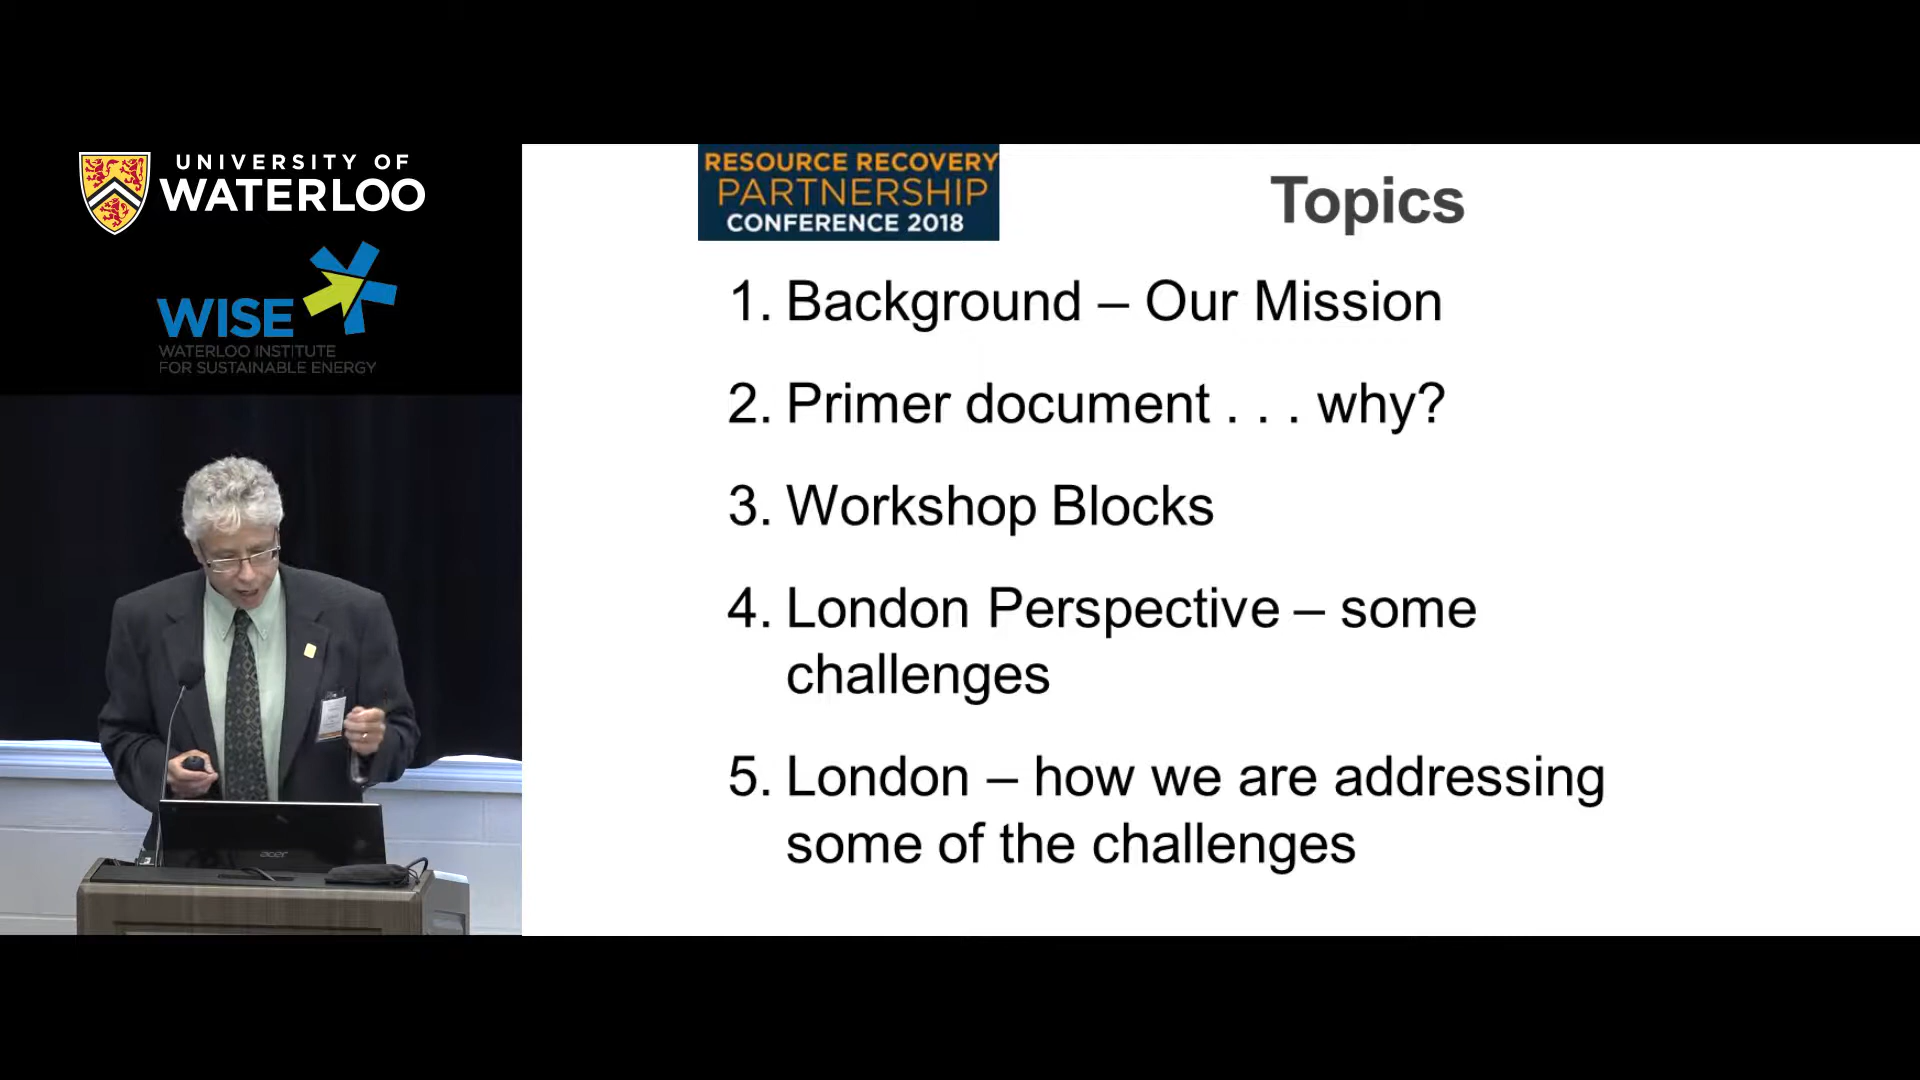 UNIVERSITY OF
WATERLOO
WISE
WATERLOO INSTITUTE
FOR SUSTAINABLE ENERGY
RESOURCE RECOVERY
PARTNERSHIP
CONFERENCE 2018
Topics
1. Background – Our Mission
2. Primer document . . . why?
3. Workshop Blocks
4. London Perspective – some
challenges
5. London – how we are addressing
some of the challenges
acer